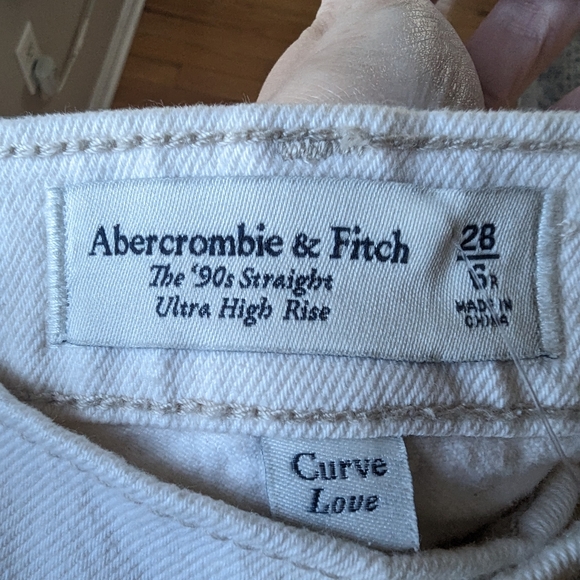 Abercrombie & Fitch
The '90s Straight
Ultra High Rise
28
6R
MADE IN
CHINA
Curve
Love